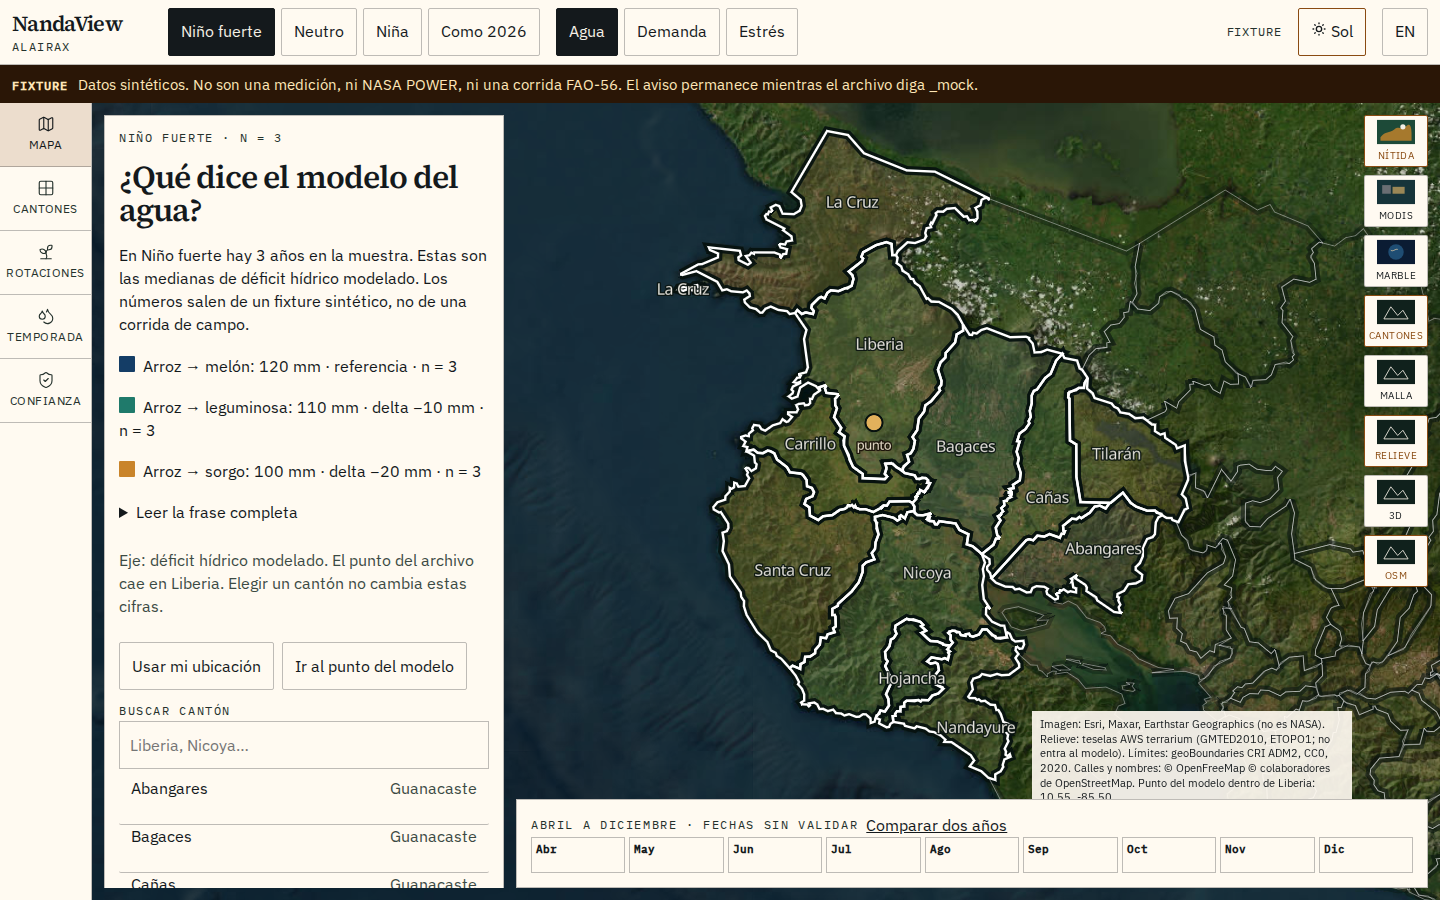 NandaView
ALAIRAX
Niño fuerte
Neutro
Niña
Como 2026
Agua
Demanda
Estrés
FIXTURE
Sol
EN
FIXTURE Datos sintéticos. No son una medición, ni NASA POWER, ni una corrida FAO-56. El aviso permanece mientras el archivo diga _mock.
MAPA
CANTONES
ROTACIONES
TEMPORADA
CONFIANZA
NIÑO FUERTE · N = 3
¿Qué dice el modelo del
agua?
En Niño fuerte hay 3 años en la muestra. Estas son
las medianas de déficit hídrico modelado. Los
números salen de un fixture sintético, no de una
corrida de campo.
Arroz → melón: 120 mm · referencia · n = 3
Arroz → leguminosa: 110 mm · delta −10 mm ·
n = 3
Arroz → sorgo: 100 mm · delta −20 mm · n = 3
Leer la frase completa
Eje: déficit hídrico modelado. El punto del archivo
cae en Liberia. Elegir un cantón no cambia estas
cifras.
Usar mi ubicación
Ir al punto del modelo
BUSCAR CANTÓN
Liberia, Nicoya...
Abangares Guanacaste
Bagaces Guanacaste
Cañas Guanacaste
La Cruz
La Cruz
Liberia
Carrillo
punto
Bagaces
Tilarán
Cañas
Abangares
Santa Cruz
Nicoya
Hojancha
Nandayure
NÍTIDA
MODIS
MARBLE
CANTONES
MALLA
RELIEVE
3D
OSM
Imagen: Esri, Maxar, Earthstar Geographics (no es NASA).
Relieve: teselas AWS terrarium (GMTED2010, ETOPO1; no
entra al modelo). Límites: geoBoundaries CRI ADM2, CC0,
2020. Calles y nombres: © OpenFreeMap © colaboradores
de OpenStreetMap. Punto del modelo dentro de Liberia:
10.55, -85.50
ABRIL A DICIEMBRE · FECHAS SIN VALIDAR Comparar dos años
Abr
May
Jun
Jul
Ago
Sep
Oct
Nov
Dic